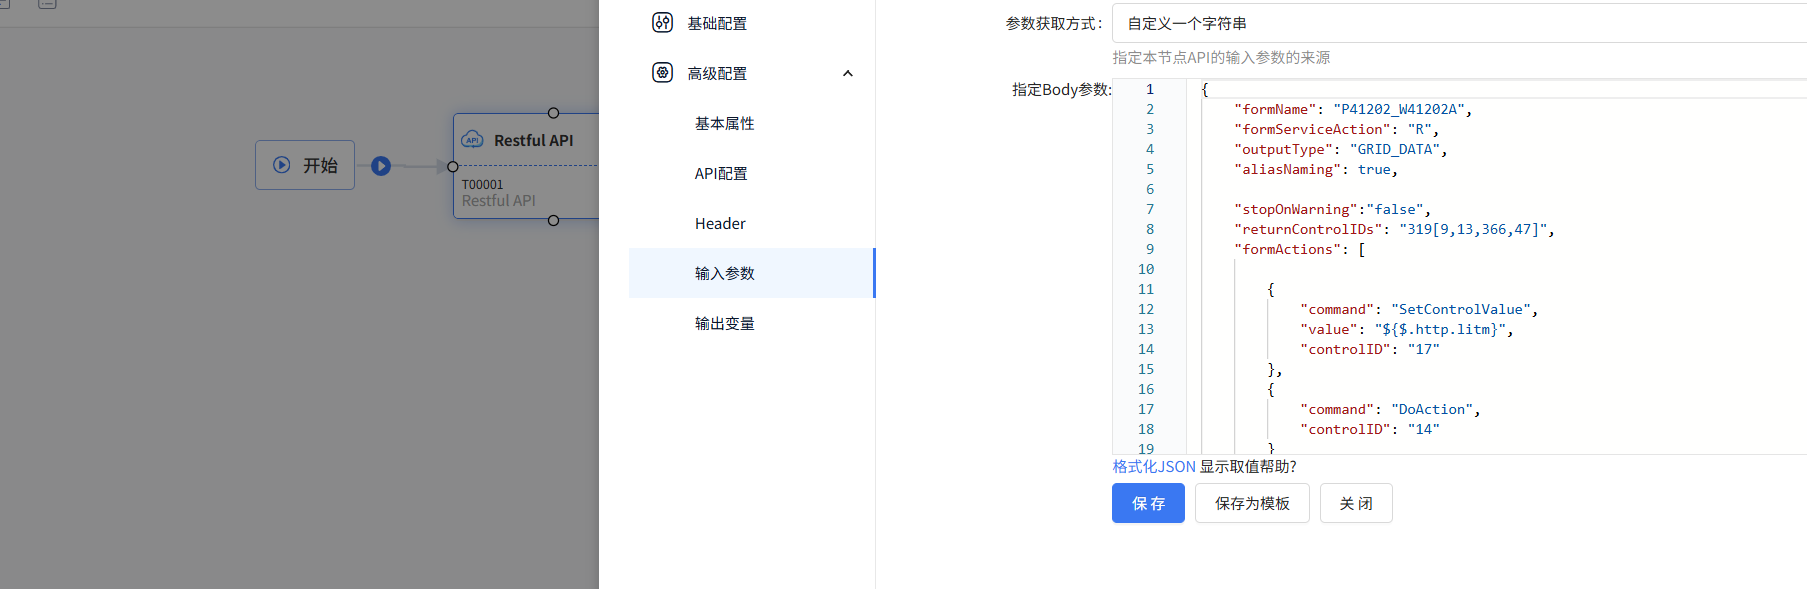 开始
API
Restful API
T00001
Restful API
基础配置
高级配置
基本属性
API配置
Header
输入参数
输出变量
参数获取方式：
自定义一个字符串
指定本节点API的输入参数的来源
指定Body参数:
1 {
2 "formName": "P41202_W41202A",
3 "formServiceAction": "R",
4 "outputType": "GRID_DATA",
5 "aliasNaming": true,
6
7 "stopOnWarning":"false",
8 "returnControlIDs": "319[9,13,366,47]",
9 "formActions": [
10
11 {
12 "command": "SetControlValue",
13 "value": "${$.http.litm}",
14 "controlID": "17"
15 },
16 {
17 "command": "DoAction",
18 "controlID": "14"
19 }
格式化JSON 显示取值帮助?
保存 保存为模板 关闭